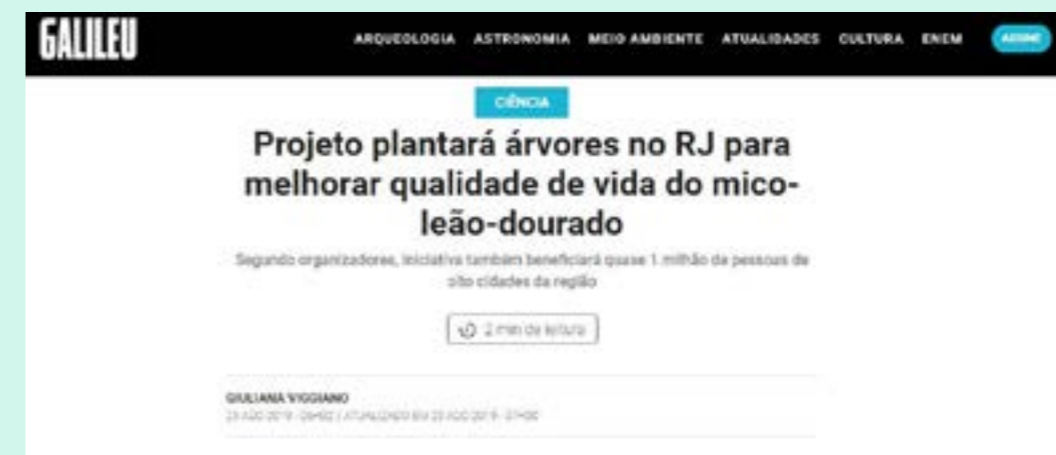 GALILEU
ARQUEOLOGIA ASTRONOMIA MEIO AMBIENTE ATUALIDADES CULTURA ENEM ASSINE
CIÊNCIA
Projeto plantará árvores no RJ para
melhorar qualidade de vida do mico-
leão-dourado
Segundo organizadores, iniciativa também beneficiará quase 1 milhão de pessoas de
oito cidades da região
2 min de leitura
GIULIANA VIGGIANO